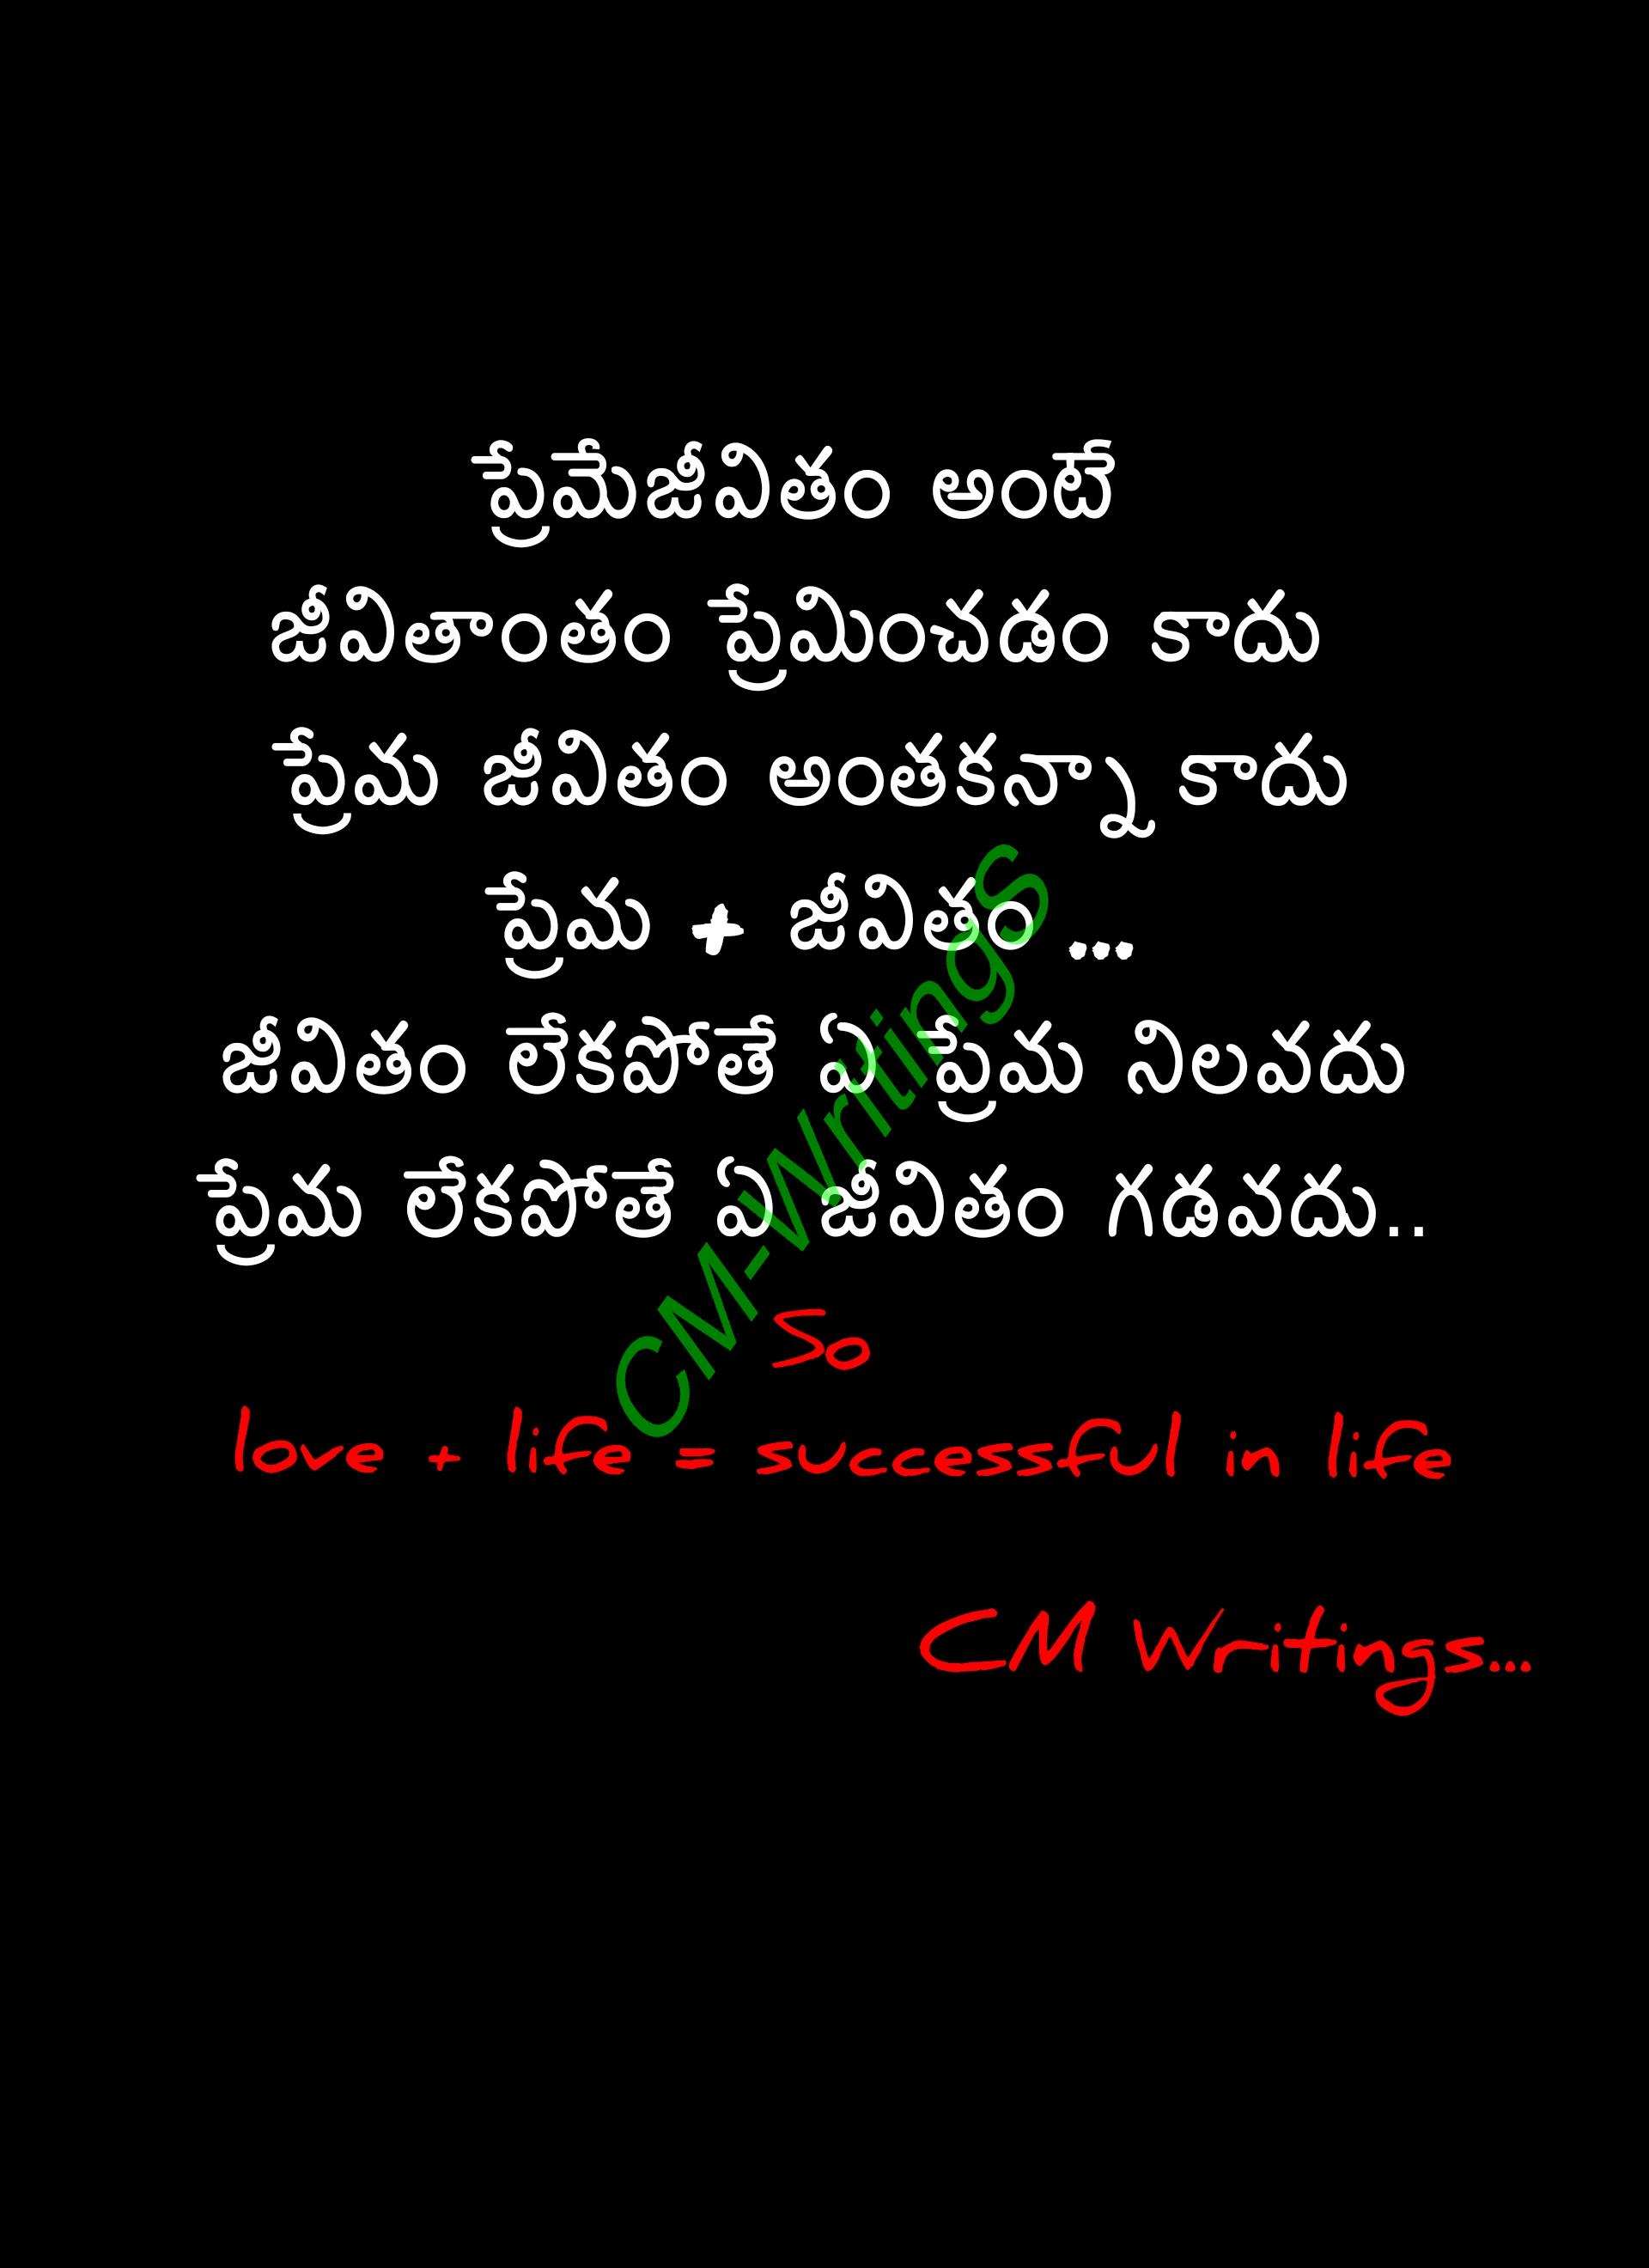 ప్రేమేజీవితం అంటే
జీవితాంతం ప్రేమించడం కాదు
ప్రేమ జీవితం అంతకన్నా కాదు
ప్రేమ + జీవితం ...
జీవితం లేకపోతే ఏ ప్రేమ నిలవదు
ప్రేమ లేకపోతే ఏ జీవితం గడవదు..
CM-Writings
So
love + life = successful in life
CM Writings...